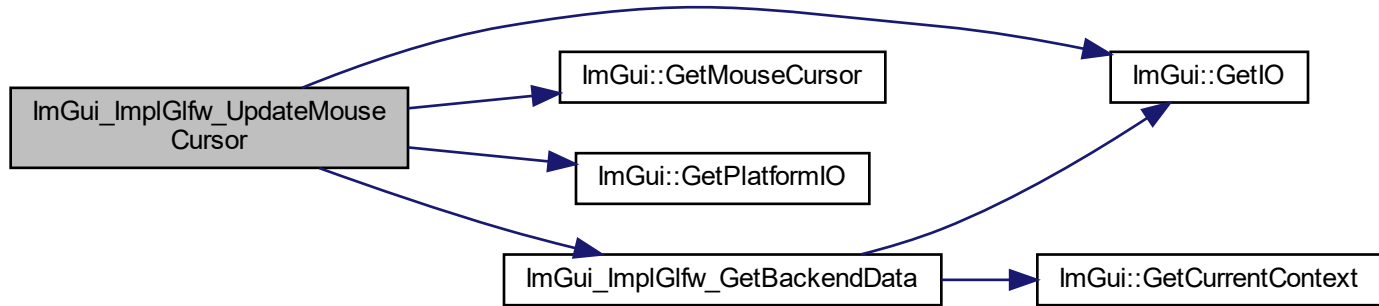 ImGui_ImplGlfw_UpdateMouse
Cursor
ImGui::GetMouseCursor
ImGui::GetIO
ImGui::GetPlatformIO
ImGui_ImplGlfw_GetBackendData
ImGui::GetCurrentContext